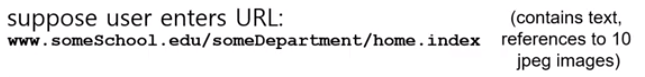 suppose user enters URL:
www.someSchool.edu/someDepartment/home.index
(contains text,
references to 10
jpeg images)